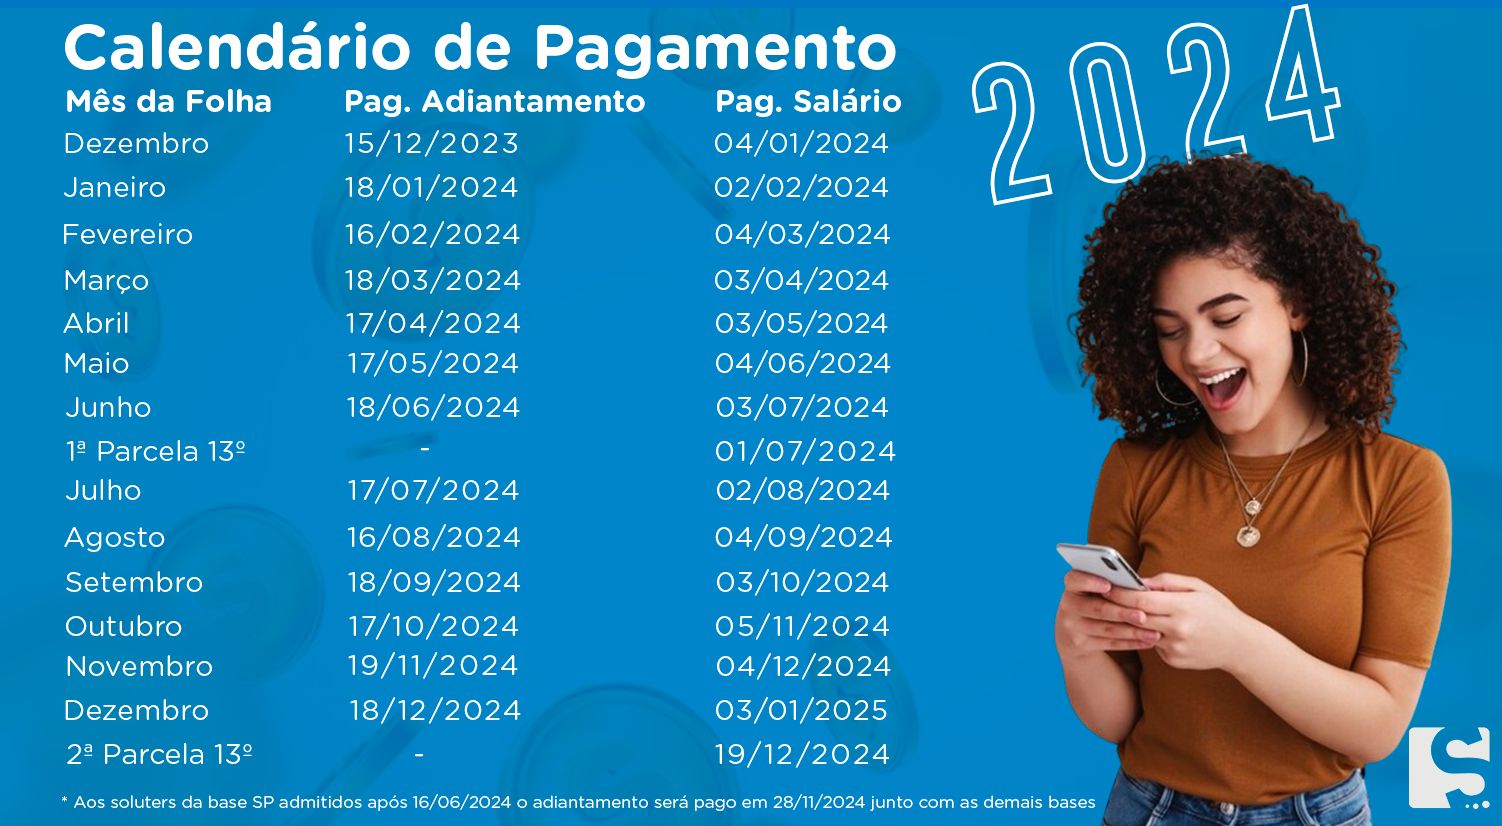 Calendário de Pagamento
2024
Mês da Folha Pag. Adiantamento Pag. Salário
Dezembro 15/12/2023 04/01/2024
Janeiro 18/01/2024 02/02/2024
Fevereiro 16/02/2024 04/03/2024
Março 18/03/2024 03/04/2024
Abril 17/04/2024 03/05/2024
Maio 17/05/2024 04/06/2024
Junho 18/06/2024 03/07/2024
1ª Parcela 13º - 01/07/2024
Julho 17/07/2024 02/08/2024
Agosto 16/08/2024 04/09/2024
Setembro 18/09/2024 03/10/2024
Outubro 17/10/2024 05/11/2024
Novembro 19/11/2024 04/12/2024
Dezembro 18/12/2024 03/01/2025
2ª Parcela 13º - 19/12/2024
* Aos soluters da base SP admitidos após 16/06/2024 o adiantamento será pago em 28/11/2024 junto com as demais bases
S...